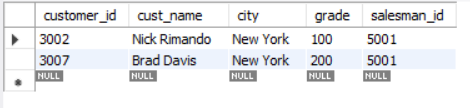 customer_id cust_name city grade salesman_id
3002 Nick Rimando New York 100 5001
3007 Brad Davis New York 200 5001
NULL NULL NULL NULL NULL